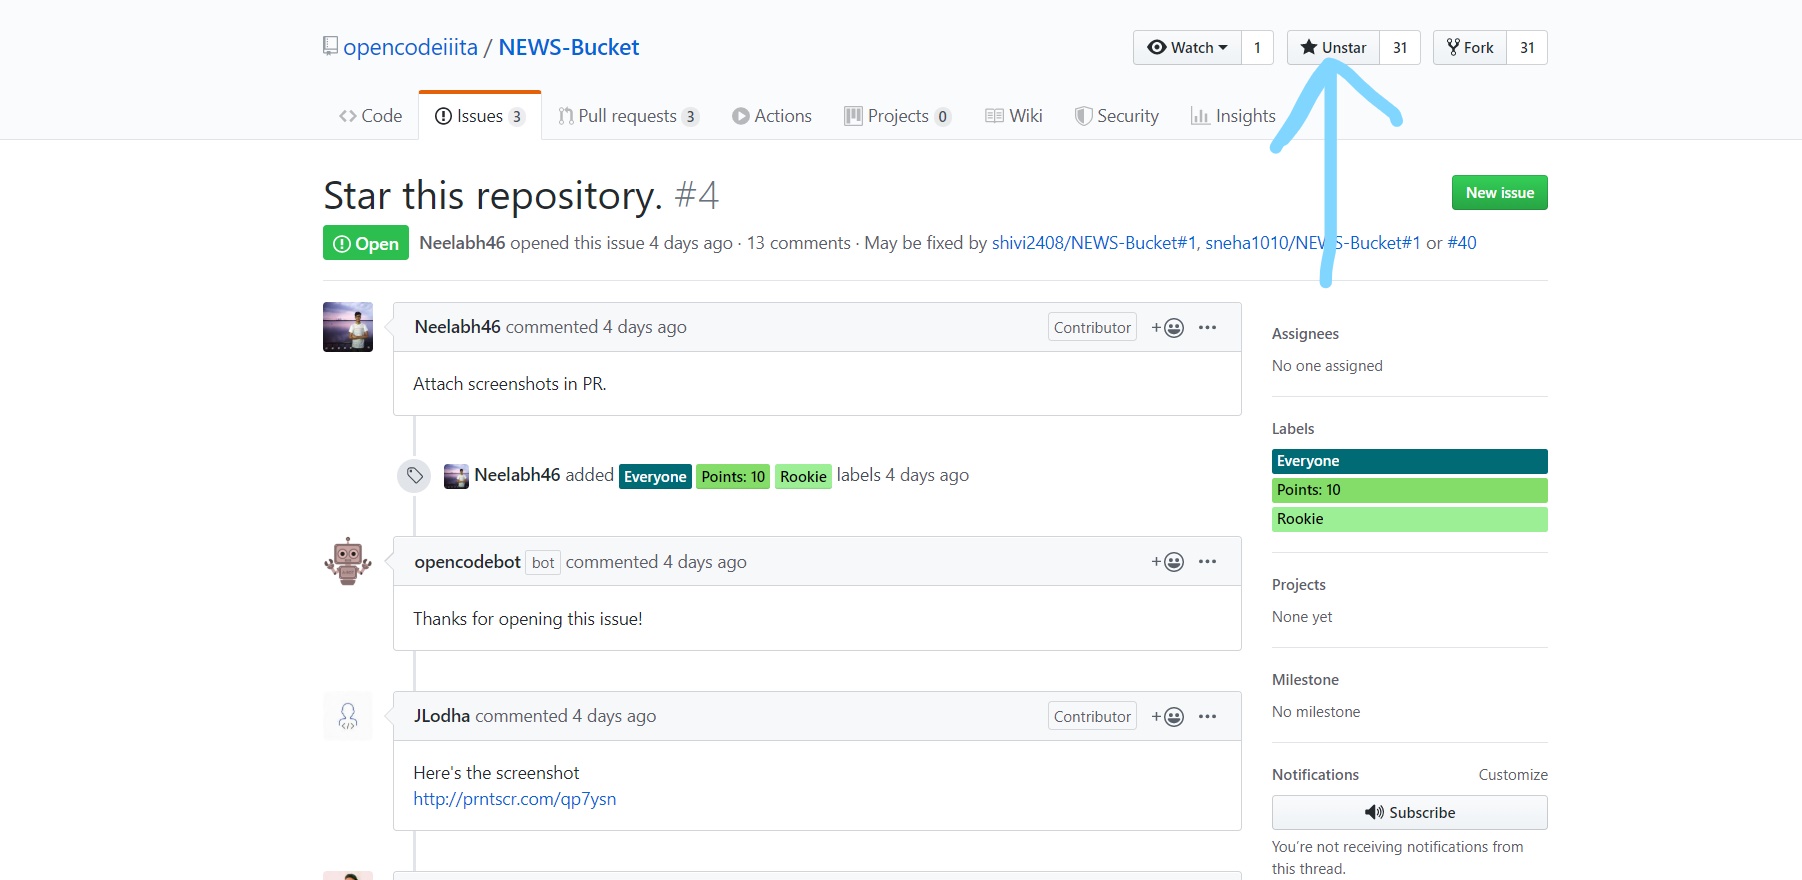 opencodeiiita / NEWS-Bucket
Watch 1 Unstar 31 Fork 31
Code Issues 3 Pull requests 3 Actions Projects 0 Wiki Security Insights
Star this repository. #4
New issue
Open Neelabh46 opened this issue 4 days ago · 13 comments · May be fixed by shivi2408/NEWS-Bucket#1, sneha1010/NEWS-Bucket#1 or #40
Neelabh46 commented 4 days ago
Contributor
Attach screenshots in PR.
Neelabh46 added Everyone Points: 10 Rookie labels 4 days ago
opencodebot bot commented 4 days ago
Thanks for opening this issue!
JLodha commented 4 days ago
Contributor
Here's the screenshot
http://prntscr.com/qp7ysn
Assignees
No one assigned
Labels
Everyone
Points: 10
Rookie
Projects
None yet
Milestone
No milestone
Notifications Customize
Subscribe
You're not receiving notifications from
this thread.